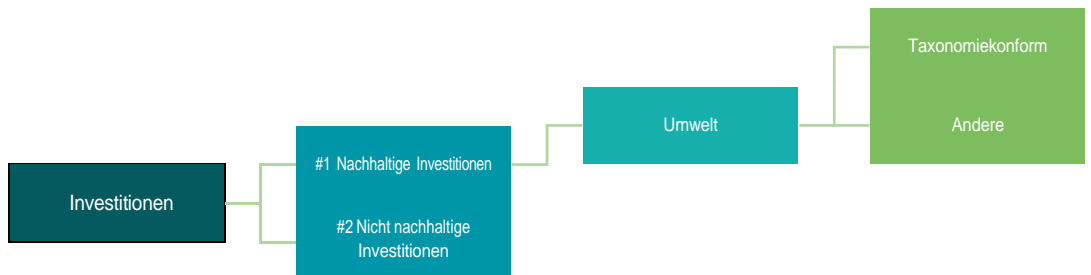 Investitionen
#1 Nachhaltige Investitionen
#2 Nicht nachhaltige
Investitionen
Umwelt
Taxonomiekonform
Andere